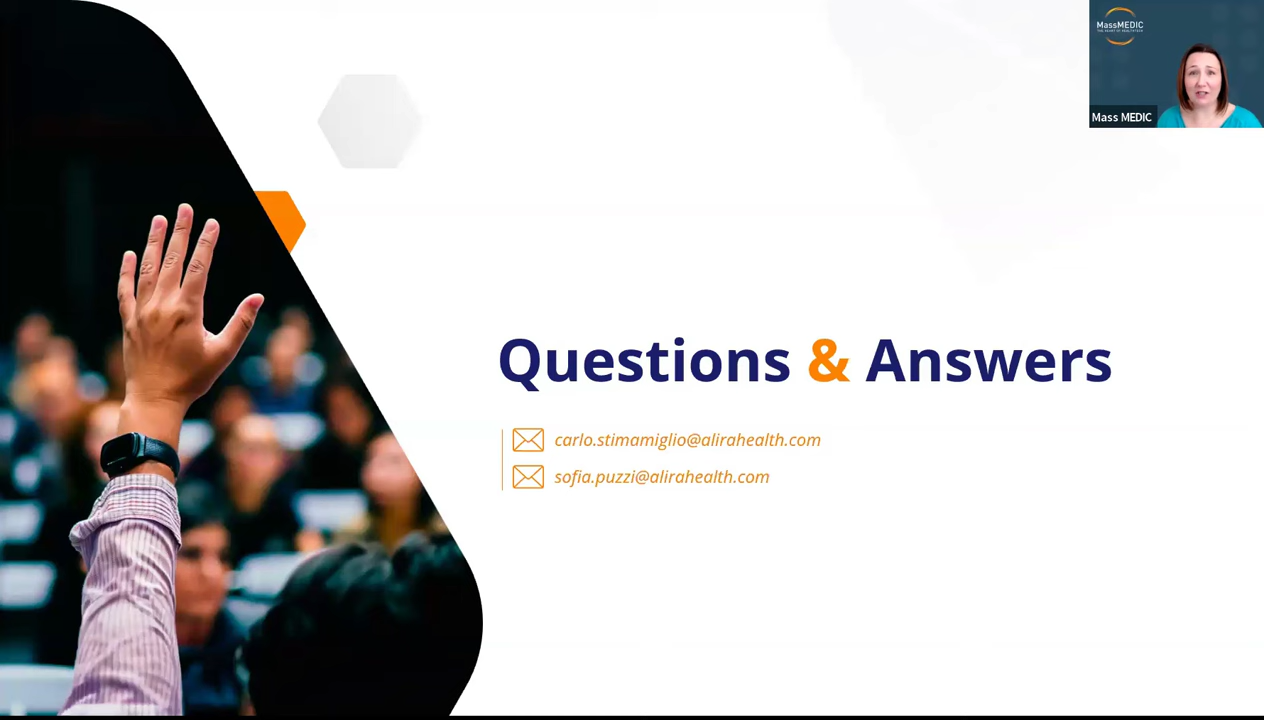 MassMEDIC
Mass MEDIC
Questions & Answers
carlo.stimamiglio@alirahealth.com
sofia.puzzi@alirahealth.com